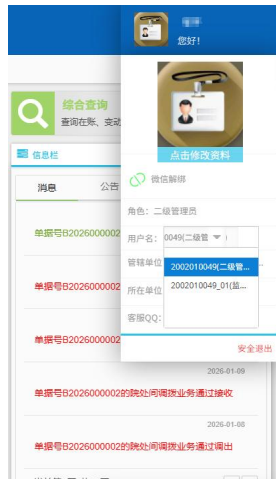 您好！
综合查询
查询在账、变动
点击修改资料
信息栏
微信解绑
消息
公告
角色：二级管理员
单据号B2026000002
用户名：
0049(二级管
管辖单位
2002010049(二级管...
单据号B2026000002
所在单位
2002010049_01(监...
客服QQ：
单据号B2026000002
安全退出
2026-01-09
单据号B2026000002的院处间调拨业务通过接收
2026-01-08
单据号B2026000002的院处间调拨业务通过调出